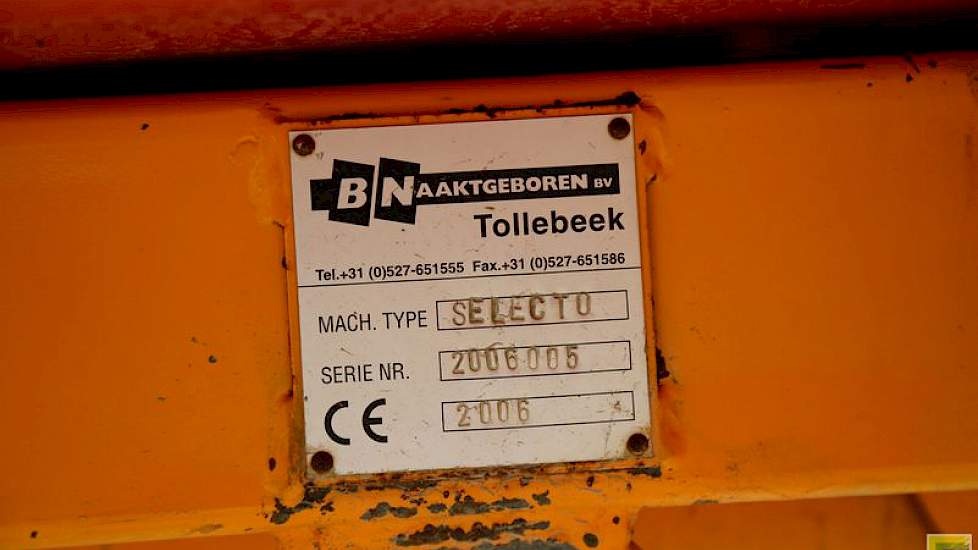 BNAAKTGEBOREN BV
Tollebeek
Tel.+31 (0)527-651555 Fax.+31 (0)527-651586
MACH. TYPE SELECTO
SERIE NR. 2006005
CE 2006